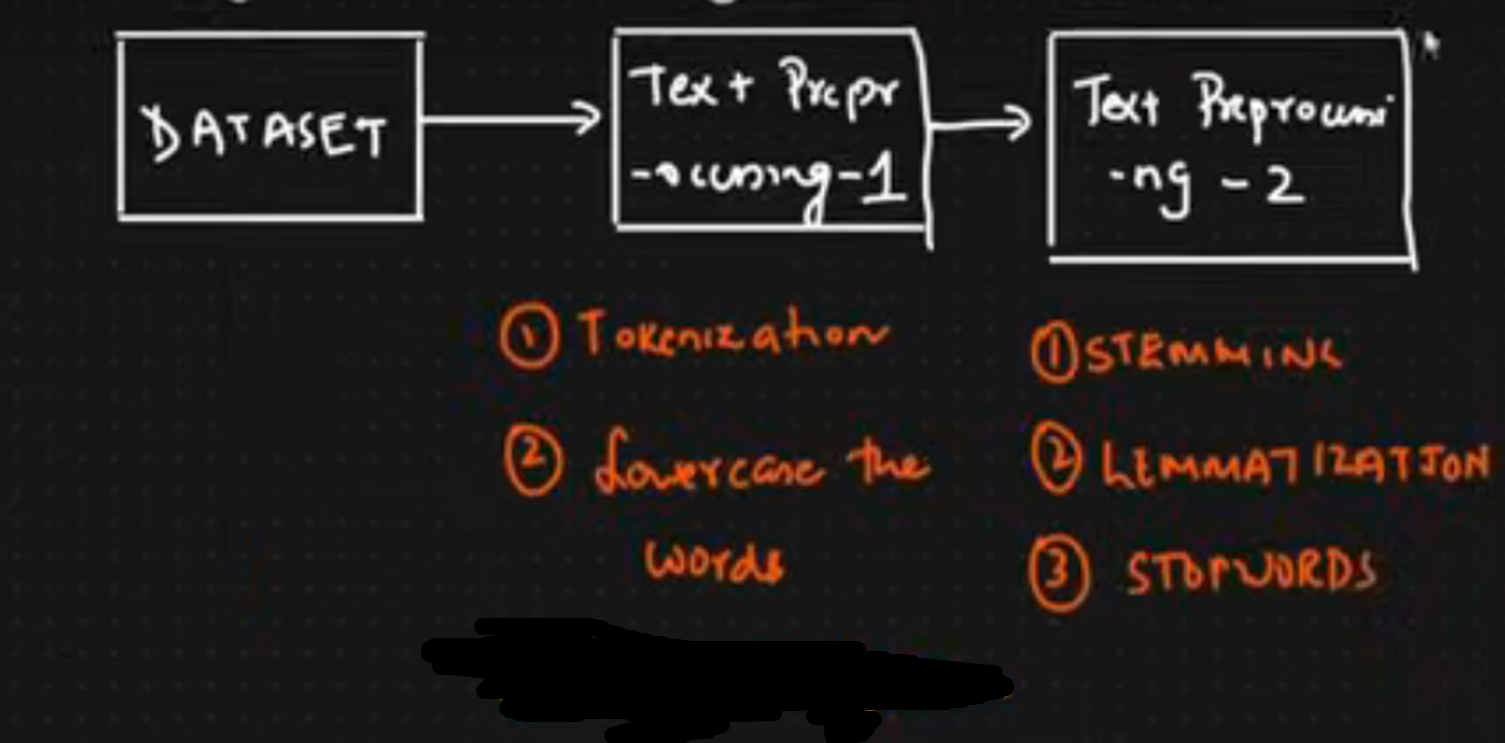 DATASET
Text Prepr
-ocessing-1
Text Preprocessi
-ng - 2
① Tokenization
② Lowercase the
words
① STEMMING
② LEMMATIZATION
③ STOPWORDS